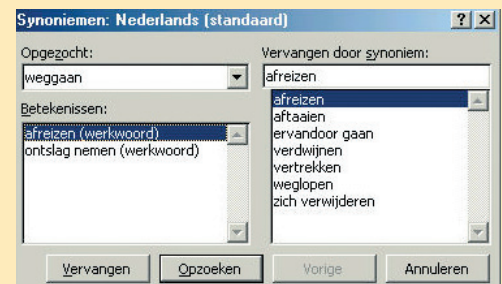 Synoniemen: Nederlands (standaard)
Opgezocht:
weggaan
Betekenissen:
afreizen (werkwoord)
ontslag nemen (werkwoord)
Vervangen door synoniem:
afreizen
afreizen
aftaaien
ervandoor gaan
verdwijnen
vertrekken
weglopen
zich verwijderen
Vervangen
Opzoeken
Vorige
Annuleren